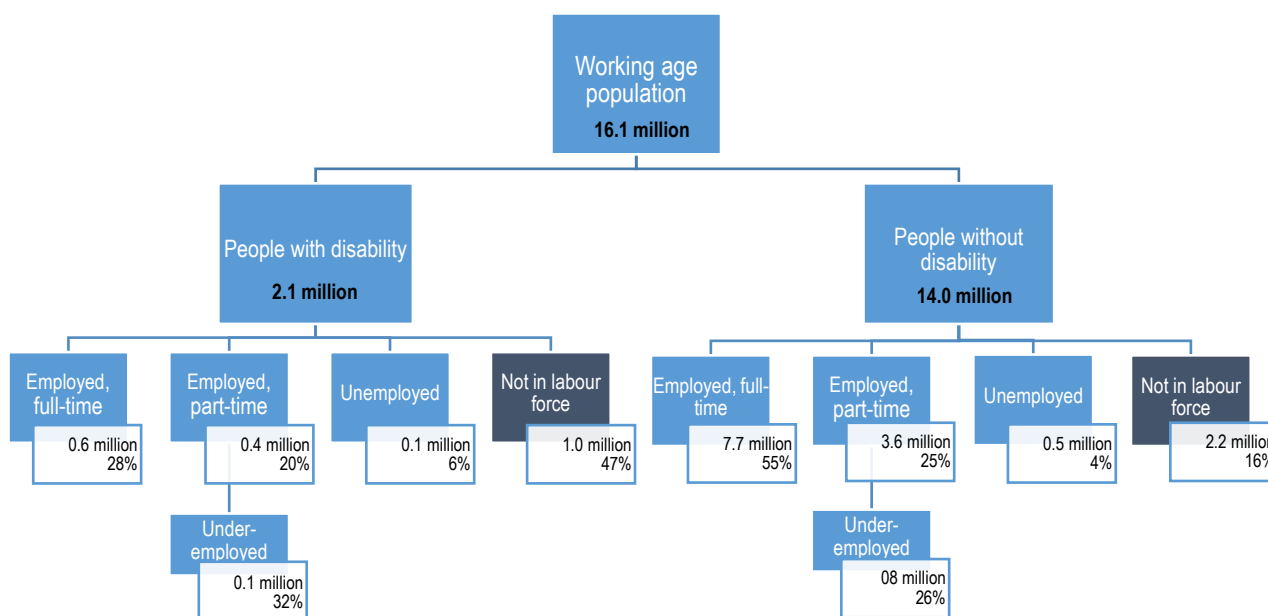 Working age
population
16.1 million
People with disability
2.1 million
People without
disability
14.0 million
Employed,
full-time
0.6 million
28%
Employed,
part-time
0.4 million
20%
Unemployed
0.1 million
6%
Not in labour
force
1.0 million
47%
Employed, full-
time
7.7 million
55%
Employed,
part-time
3.6 million
25%
Unemployed
0.5 million
4%
Not in labour
force
2.2 million
16%
Under-
employed
0.1 million
32%
Under-
employed
08 million
26%